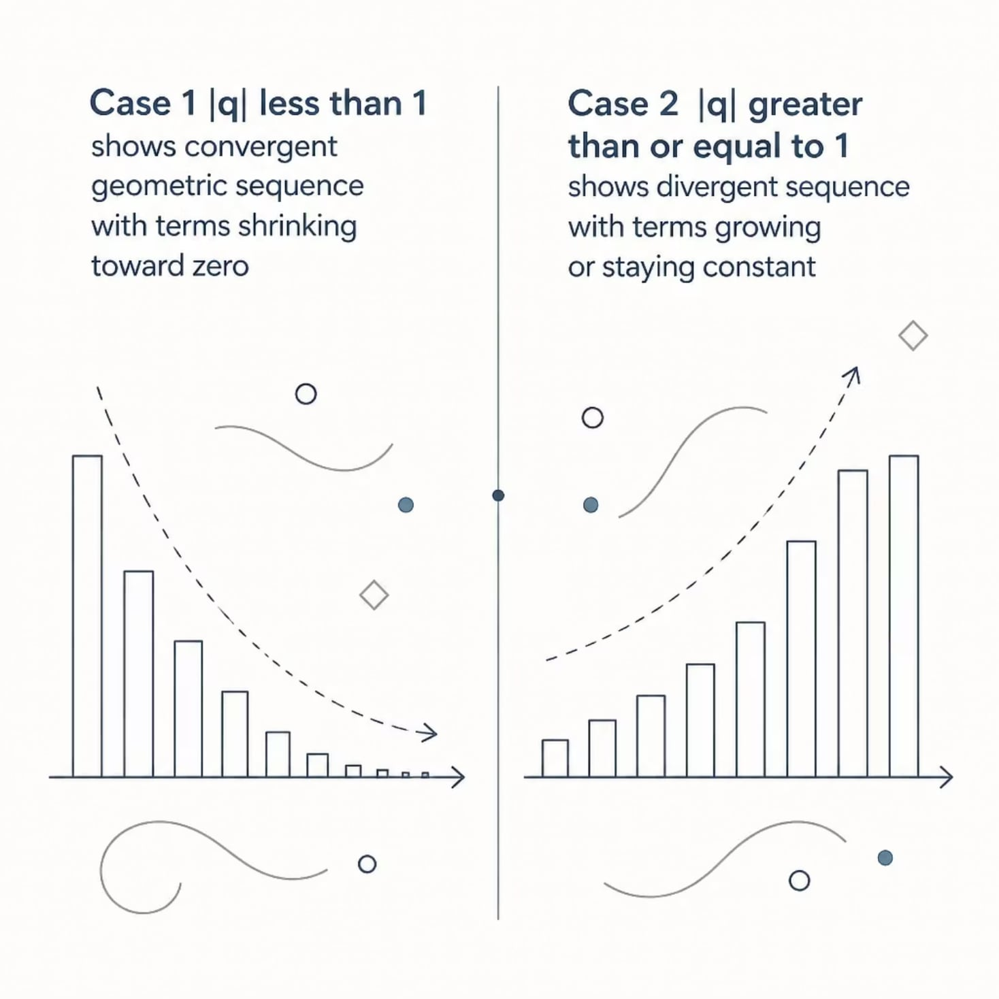 Case 1 |q| less than 1
shows convergent
geometric sequence
with terms shrinking
toward zero
Case 2 |q| greater
than or equal to 1
shows divergent sequence
with terms growing
or staying constant